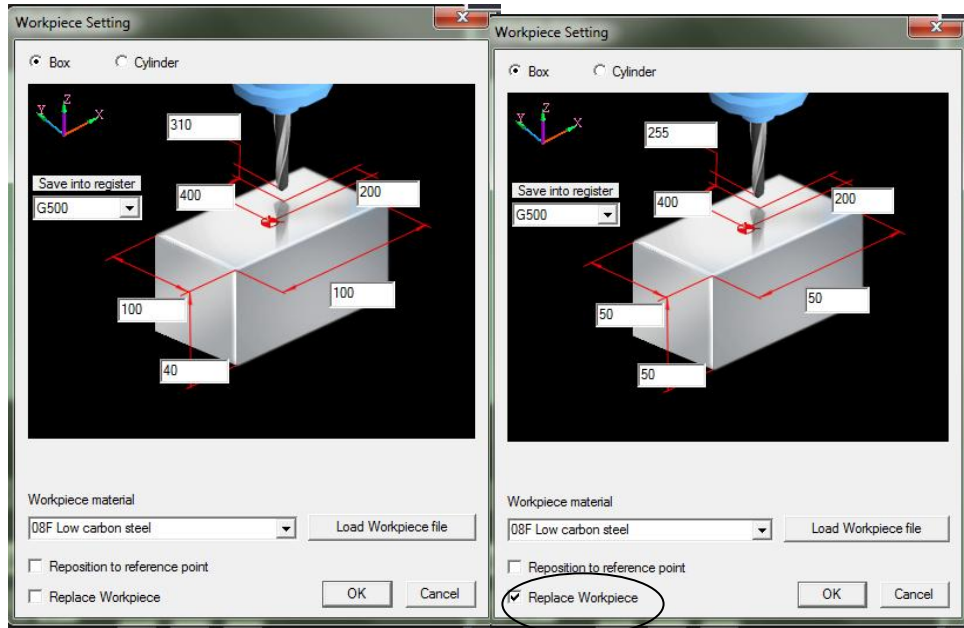 Workpiece Setting
Box Cylinder
Z
Y X
310
Save into register
G500
400
200
100
100
40
Workpiece material
08F Low carbon steel
Load Workpiece file
Reposition to reference point
Replace Workpiece
OK Cancel
Workpiece Setting
Box Cylinder
Z
Y X
255
Save into register
G500
400
200
50
50
50
Workpiece material
08F Low carbon steel
Load Workpiece file
Reposition to reference point
Replace Workpiece
OK Cancel